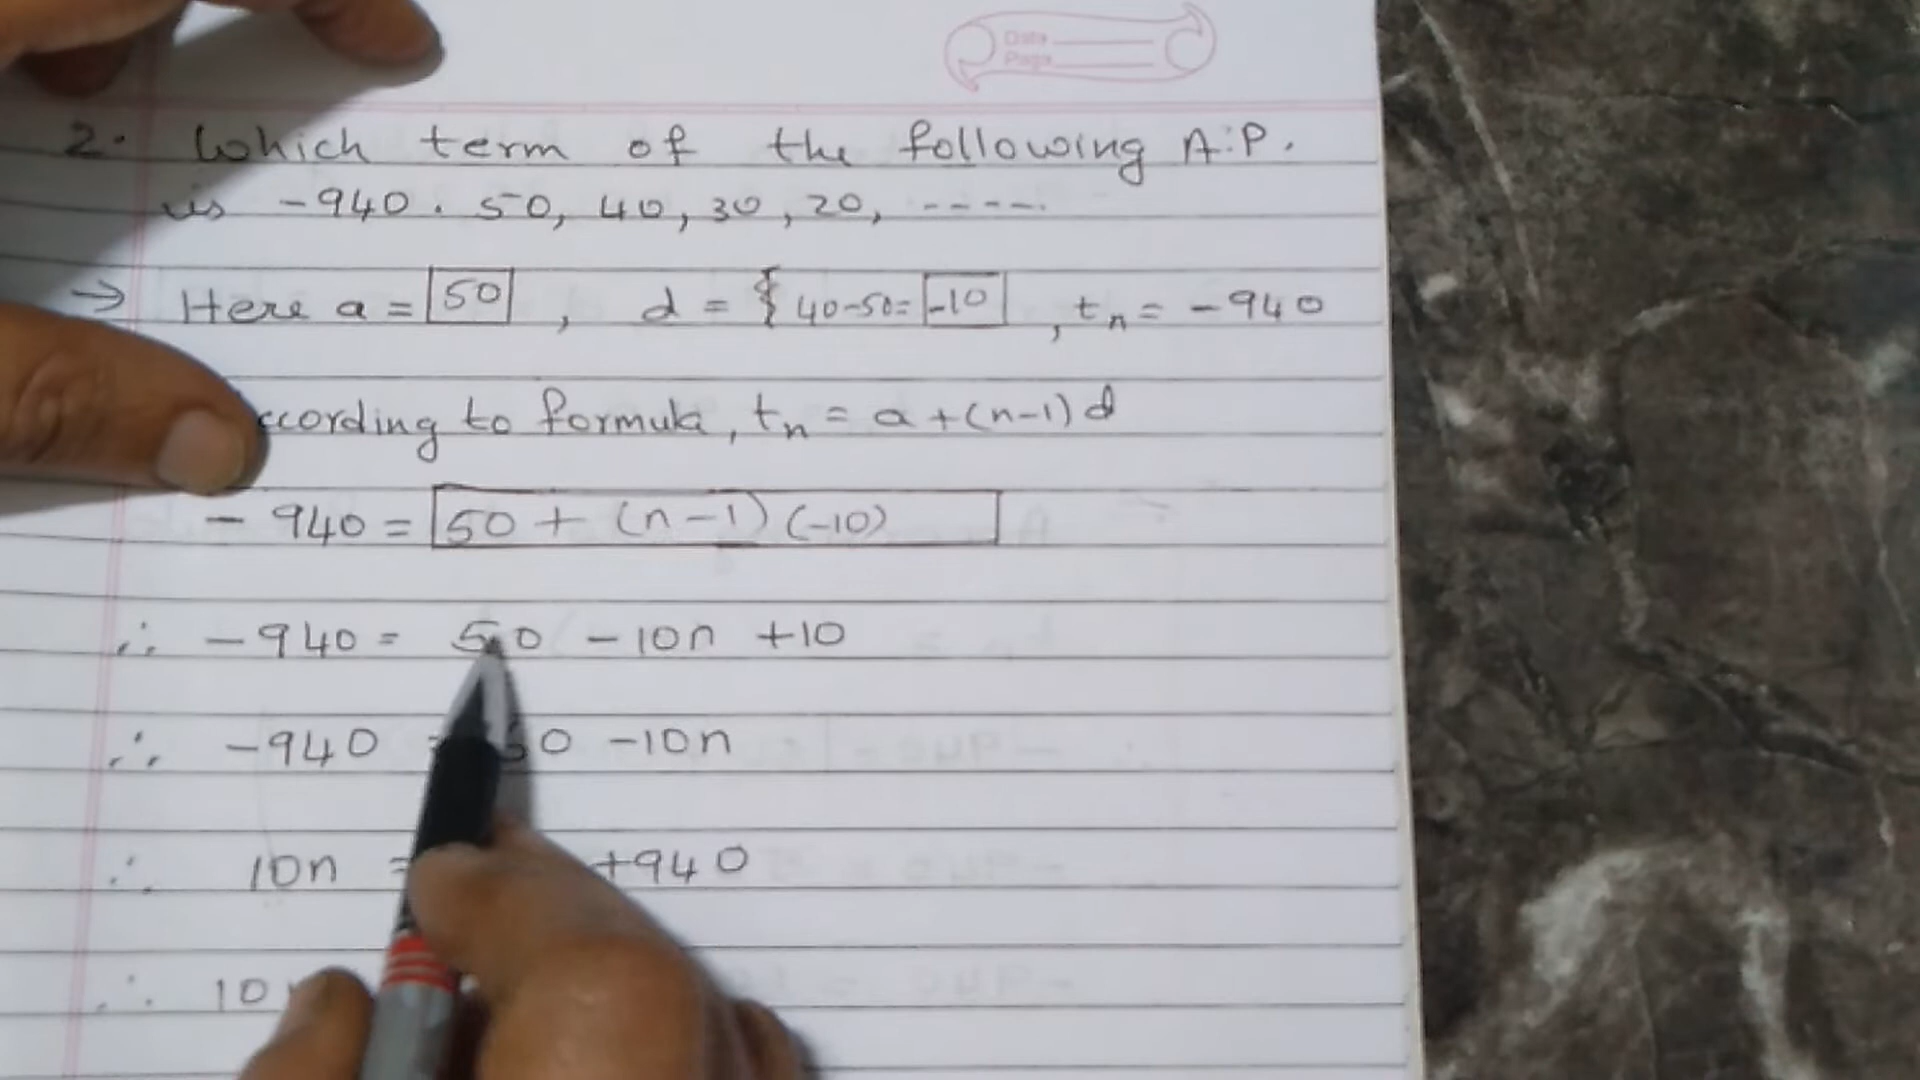 Date
Page
2. Which term of the following A.P.
is -940. 50, 40, 30, 20, -----.
→ Here a = 50, d = { 40-50= -10, tn = -940
to formula, tn = a+(n-1)d
- 940 = 50 + (n-1) (-10)
∴ -940 = 50 -10n +10
∴ -940 = 0 -10n
∴ 10n = +940
∴ 10